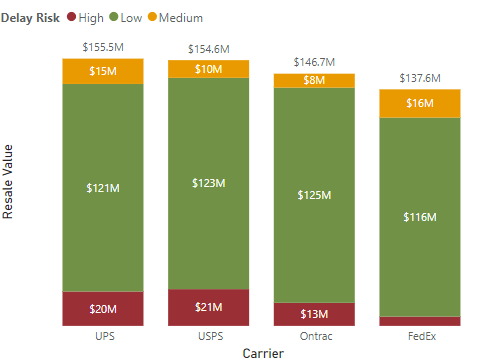 Delay Risk High Low Medium
$155.5M $154.6M $146.7M $137.6M
$15M $10M $8M $16M
$121M $123M $125M $116M
$20M $21M $13M
UPS USPS Ontrac FedEx
Resale Value
Carrier